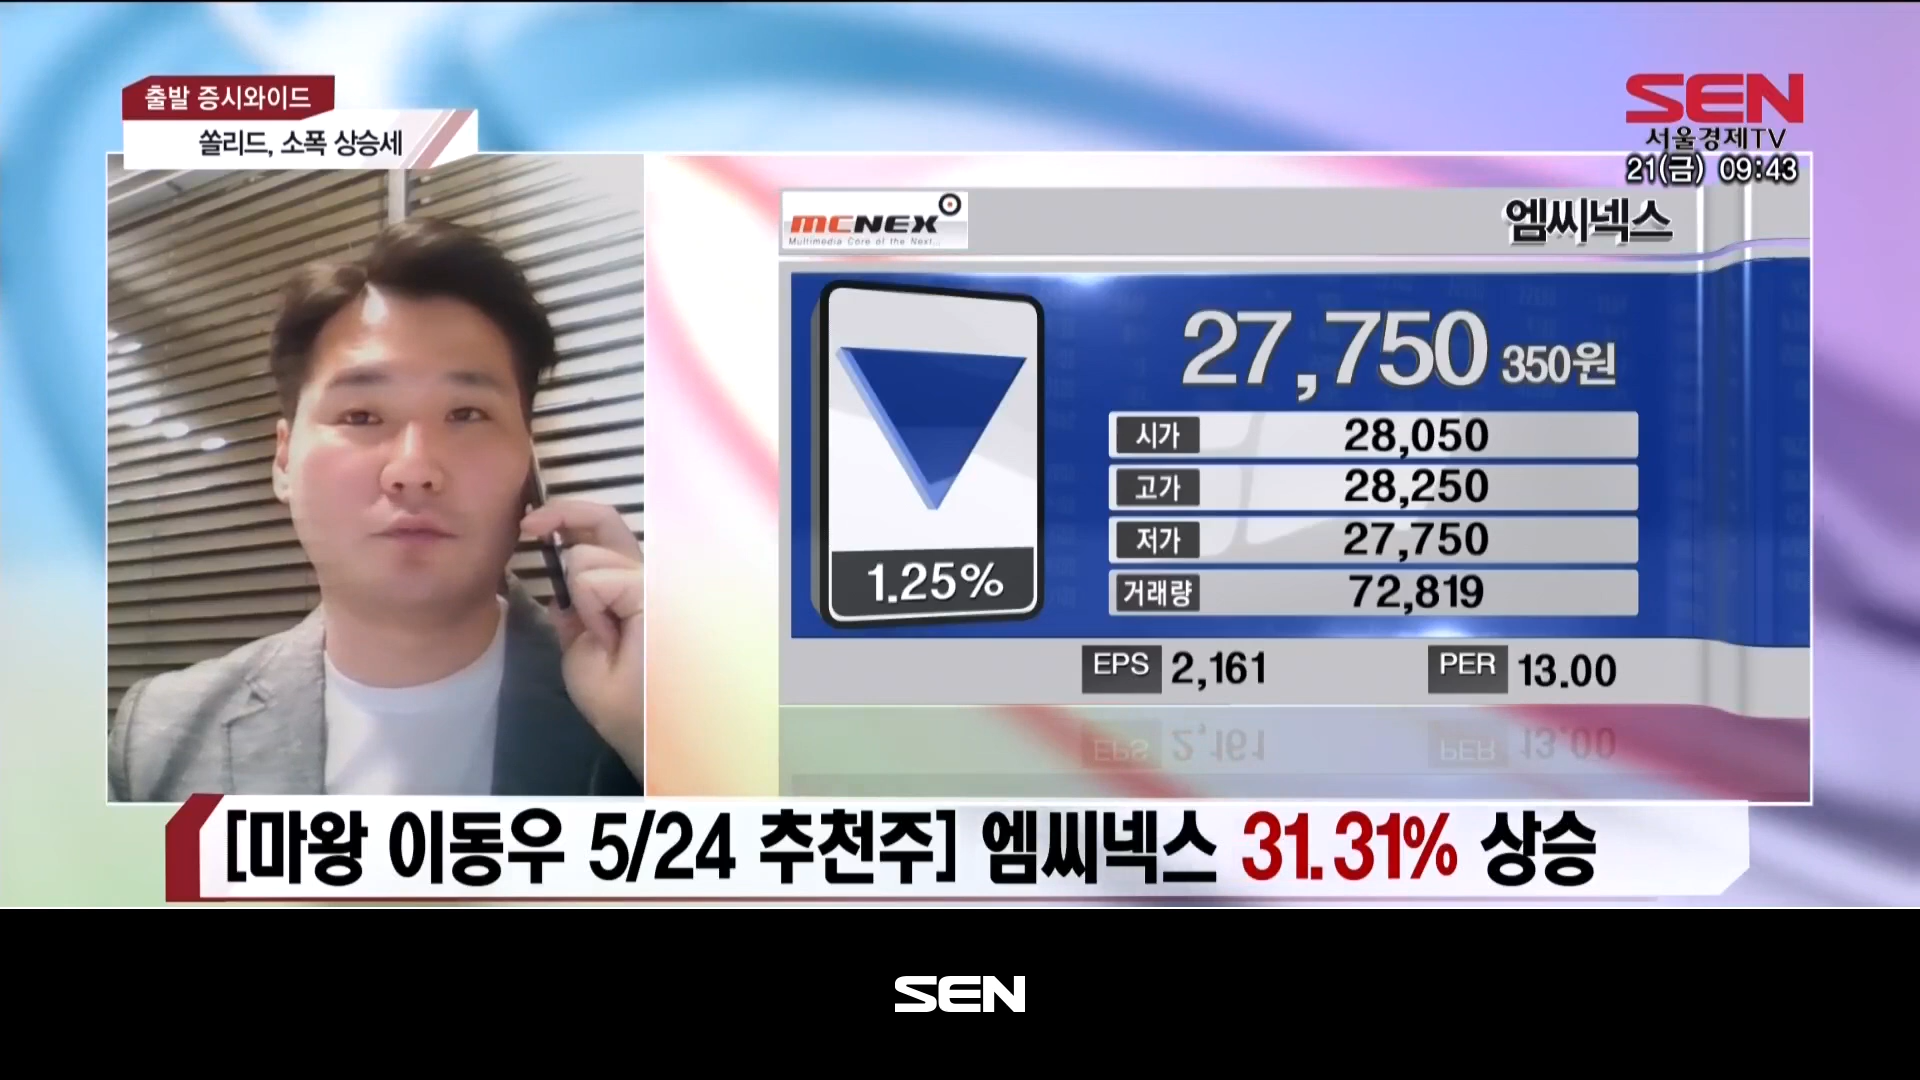 출발 증시와이드
쏠리드, 소폭 상승세
SEN
서울경제TV
21(금) 09:43
MCNEX
Multimedia Core of the Next...
엠씨넥스
27,750 350원
1.25%
시가 28,050
고가 28,250
저가 27,750
거래량 72,819
EPS 2,161 PER 13.00
[마왕 이동우 5/24 추천주] 엠씨넥스 31.31% 상승
SEN